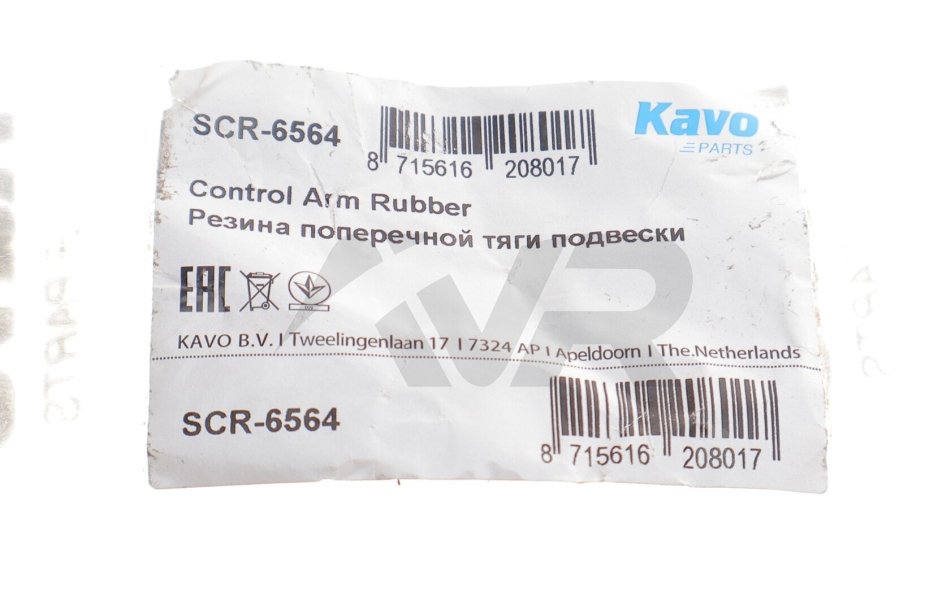 SCR-6564
8 715616 208017
Kavo
PARTS
Control Arm Rubber
Резина поперечной тяги подвески
EAC
VR
KAVO B.V. I Tweelingenlaan 17 I 7324 AP I Apeldoorn I The.Netherlands
SCR-6564
8 715616 208017